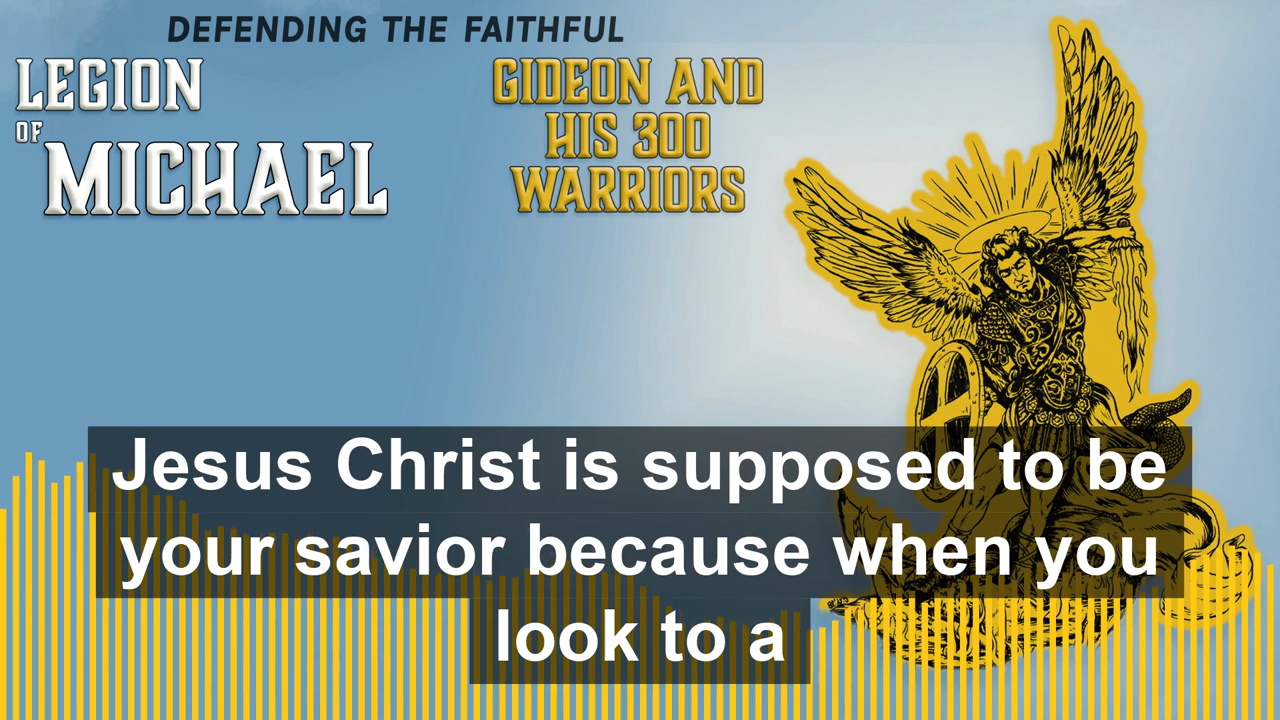 DEFENDING THE FAITHFUL
LEGION
OF
MICHAEL
GIDEON AND
HIS 300
WARRIORS
Jesus Christ is supposed to be
your savior because when you
look to a